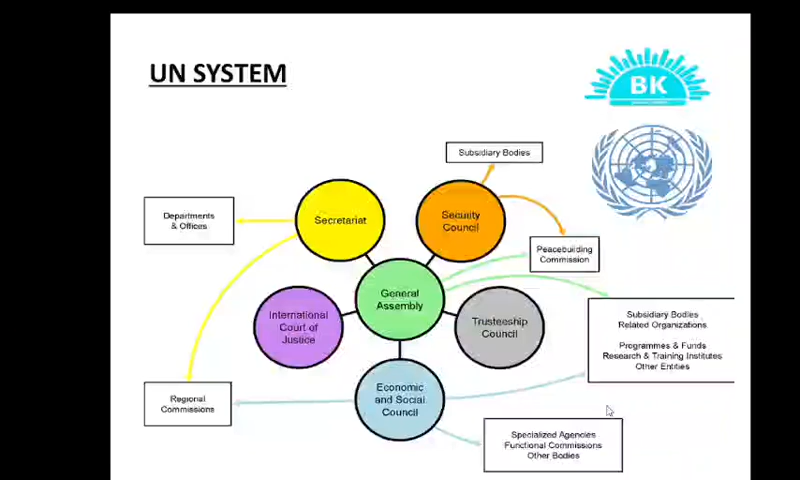 UN SYSTEM
BK
Subsidiary Bodies
Departments
& Offices
Secretariat
Security
Council
Peacebuilding
Commission
General
Assembly
International
Court of
Justice
Trusteeship
Council
Subsidiary Bodies
Related Organizations
Programmes & Funds
Research & Training Institutes
Other Entities
Regional
Commissions
Economic
and Social
Council
Specialized Agencies
Functional Commissions
Other Bodies